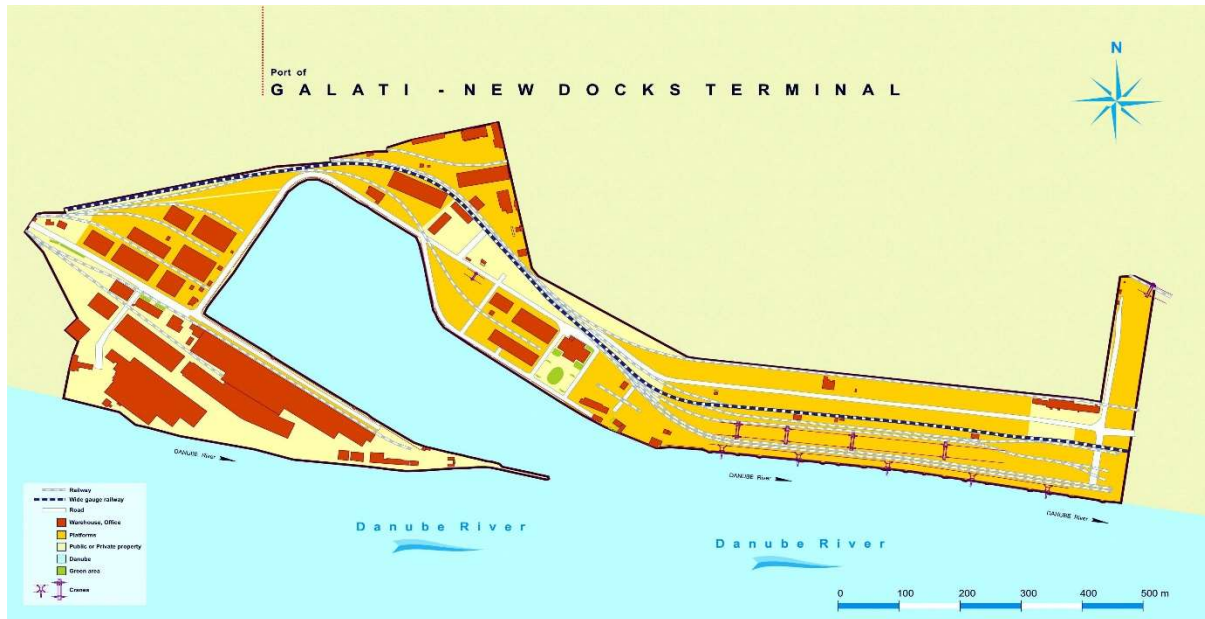 Port of
GALATI - NEW DOCKS TERMINAL
N
DANUBE River
DANUBE River
DANUBE River
Danube River
Danube River
Railway
Wide gauge railway
Road
Warehouse, Office
Platforms
Public or Private property
Danube
Green area
Cranes
0 100 200 300 400 500 m